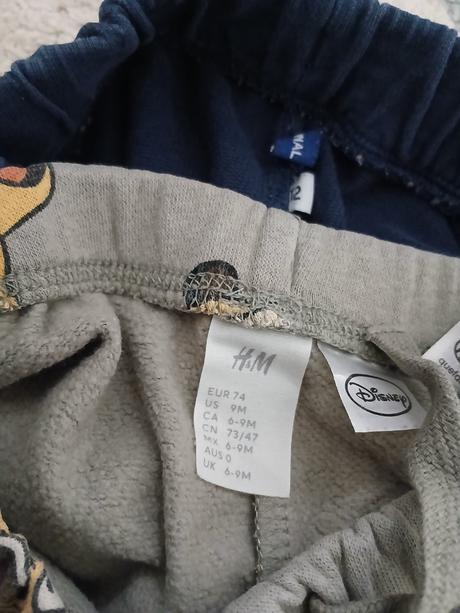 H&M
EUR 74
US 9M
CA 6-9M
CN 73/47
MX 6-9M
AUS 0
UK 6-9M
Disney